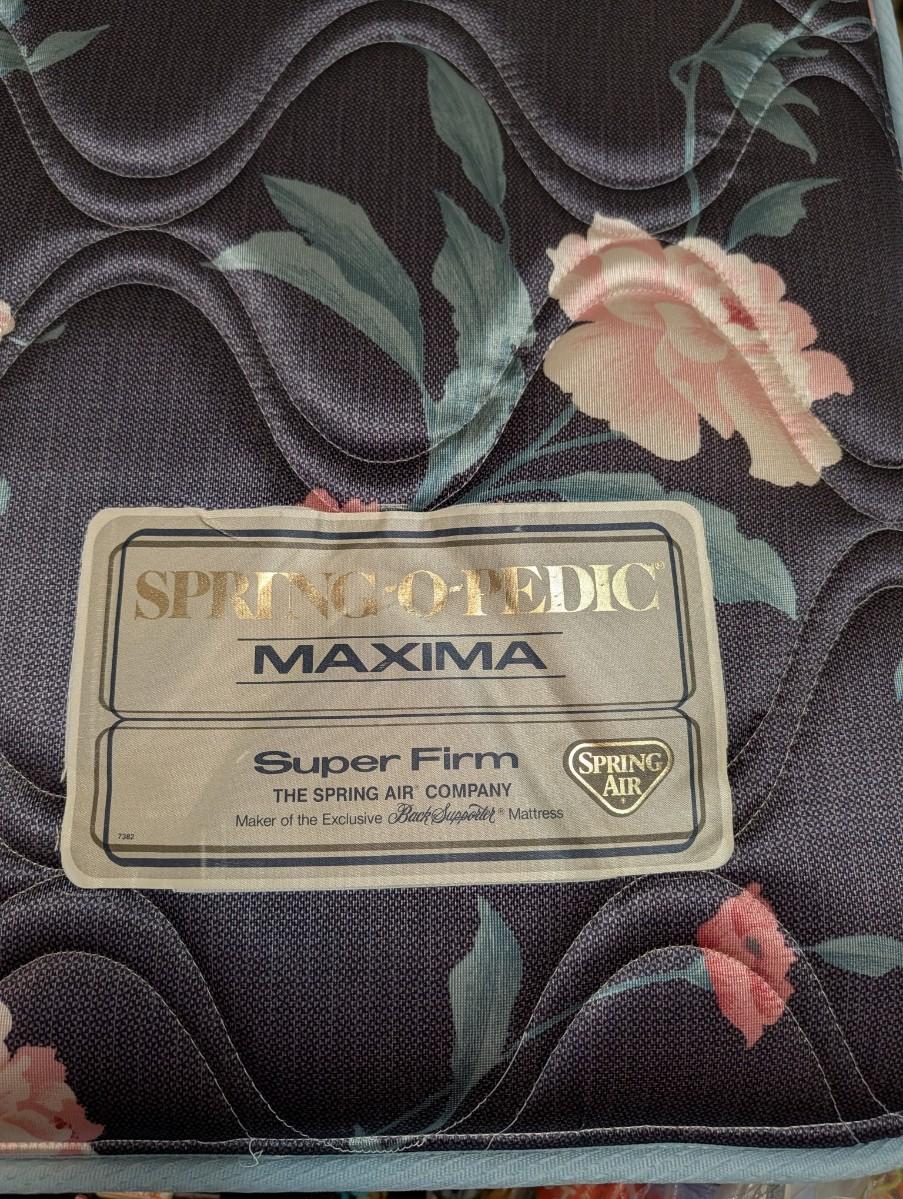 SPRING-O-PEDIC®
MAXIMA
Super Firm
THE SPRING AIR® COMPANY
Maker of the Exclusive Back Supporter® Mattress
7382
SPRING
AIR